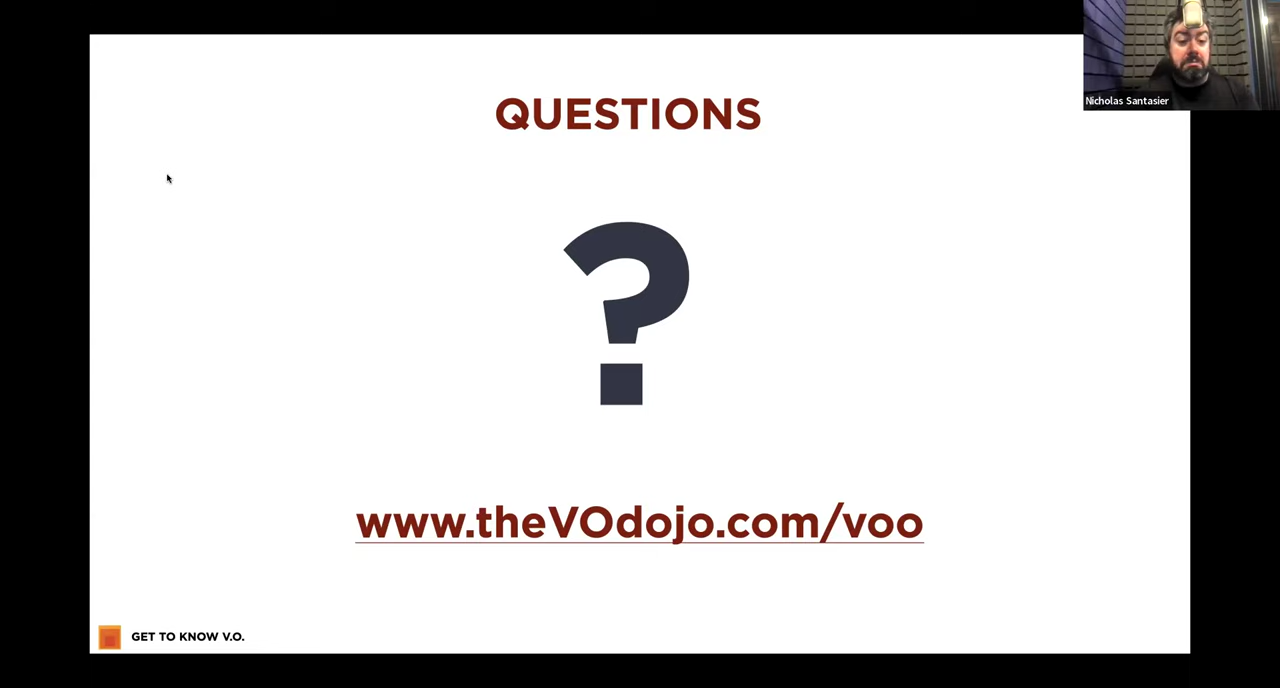 Nicholas Santasier
QUESTIONS
?
www.theVOdojo.com/voo
GET TO KNOW V.O.